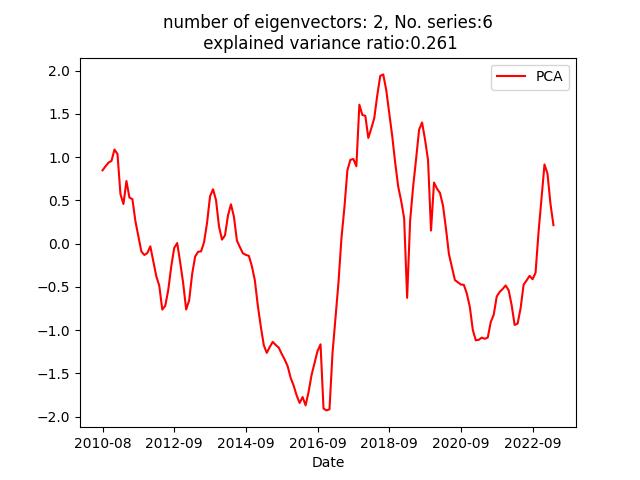 number of eigenvectors: 2, No. series:6
explained variance ratio:0.261
PCA
2.0
1.5
1.0
0.5
0.0
−0.5
−1.0
−1.5
−2.0
2010-08 2012-09 2014-09 2016-09 2018-09 2020-09 2022-09
Date